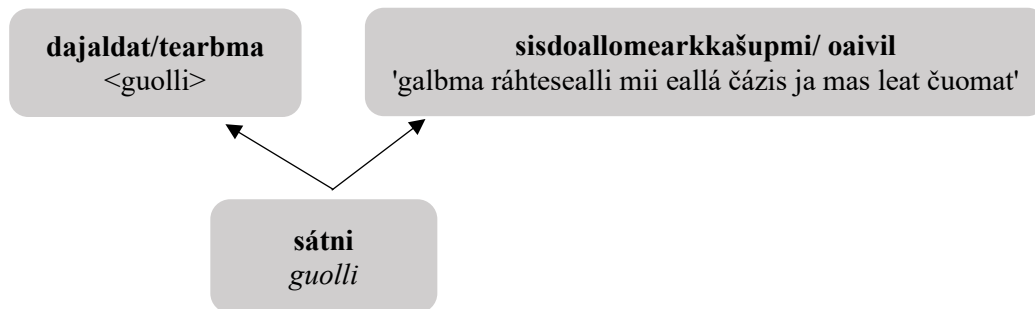 dajaldat/tearbma
<guolli>
sisdoallomearkkašupmi/ oaivil
'galbma ráhtesealli mii eallá čázis ja mas leat čuomat'
sátni
guolli